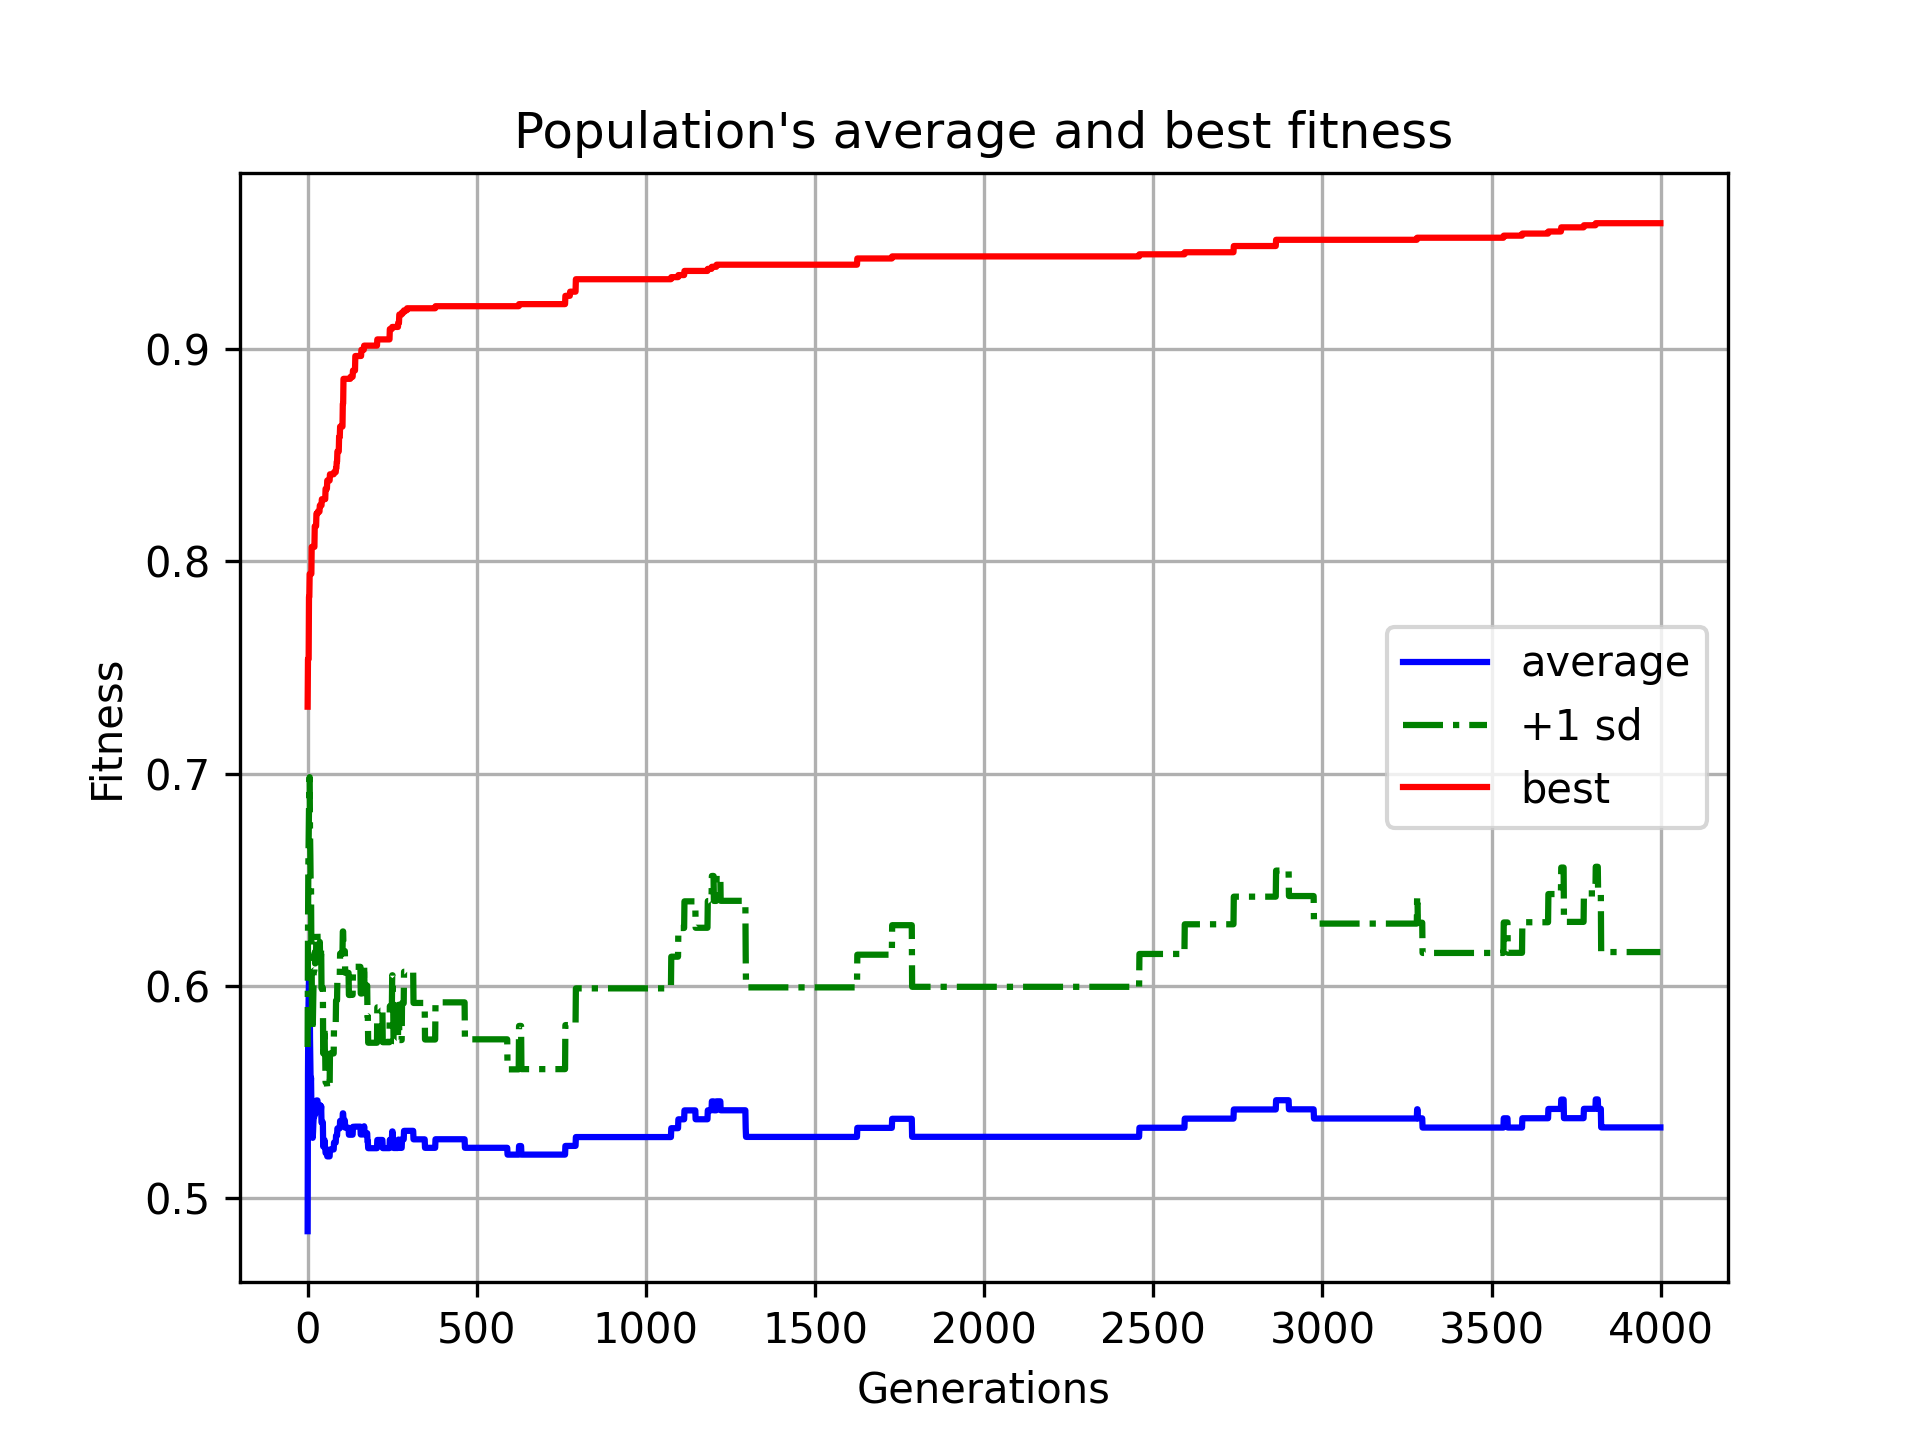 Population's average and best fitness
Fitness
0.9
0.8
0.7
0.6
0.5
average
+1 sd
best
0 500 1000 1500 2000 2500 3000 3500 4000
Generations